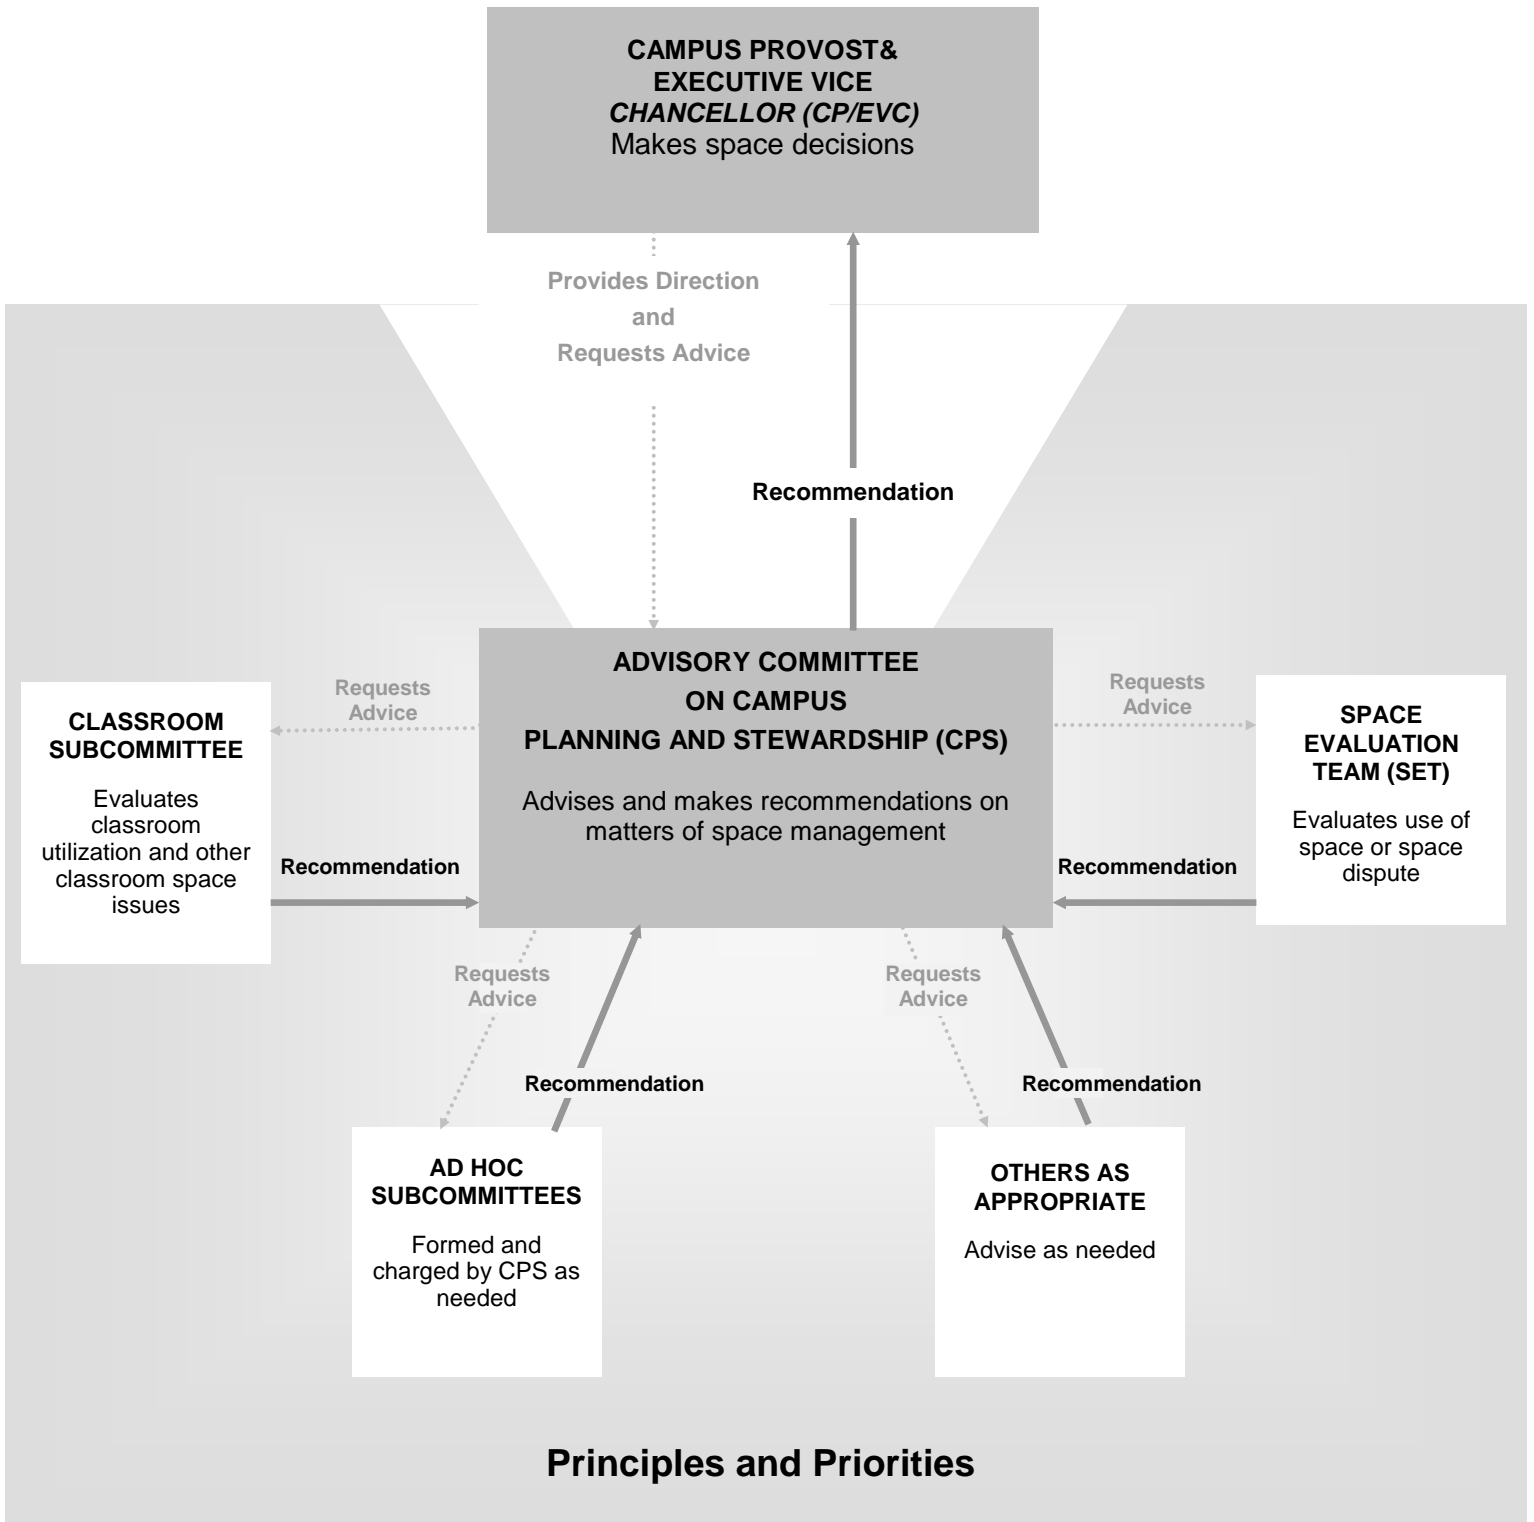 CAMPUS PROVOST&
EXECUTIVE VICE
CHANCELLOR (CP/EVC)
Makes space decisions
Provides Direction
and
Requests Advice
Recommendation
ADVISORY COMMITTEE
ON CAMPUS
PLANNING AND STEWARDSHIP (CPS)
Advises and makes recommendations on
matters of space management
Requests
Advice
CLASSROOM
SUBCOMMITTEE
Evaluates
classroom
utilization and other
classroom space
issues
Recommendation
Requests
Advice
SPACE
EVALUATION
TEAM (SET)
Evaluates use of
space or space
dispute
Recommendation
Requests
Advice
Recommendation
AD HOC
SUBCOMMITTEES
Formed and
charged by CPS as
needed
Requests
Advice
Recommendation
OTHERS AS
APPROPRIATE
Advise as needed
Principles and Priorities